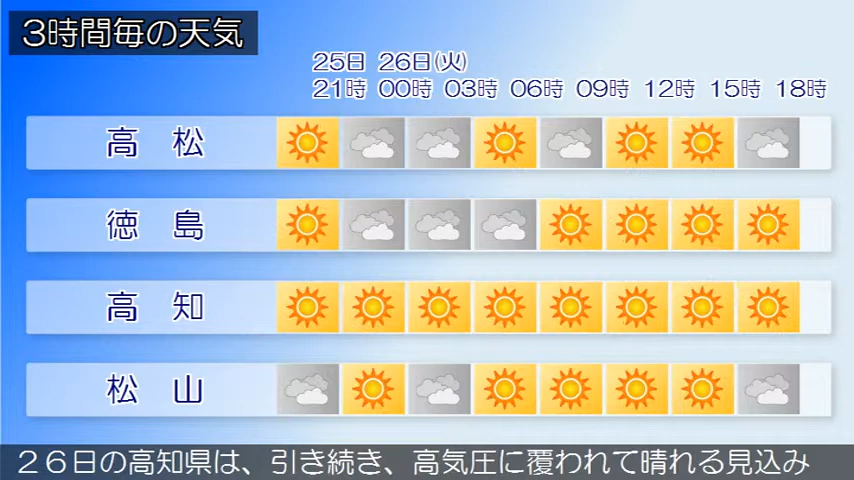 3時間毎の天気
25日 26日(火)
21時 00時 03時 06時 09時 12時 15時 18時
高松
徳島
高知
松山
26日の高知県は、引き続き、高気圧に覆われて晴れる見込み